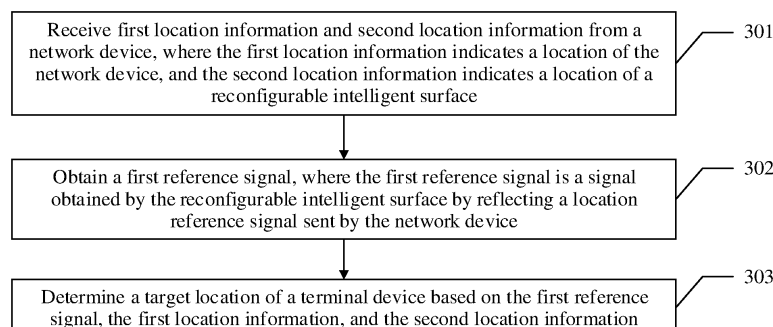 Receive first location information and second location information from a
network device, where the first location information indicates a location of the
network device, and the second location information indicates a location of a
reconfigurable intelligent surface
301
Obtain a first reference signal, where the first reference signal is a signal
obtained by the reconfigurable intelligent surface by reflecting a location
reference signal sent by the network device
302
Determine a target location of a terminal device based on the first reference
signal, the first location information, and the second location information
303